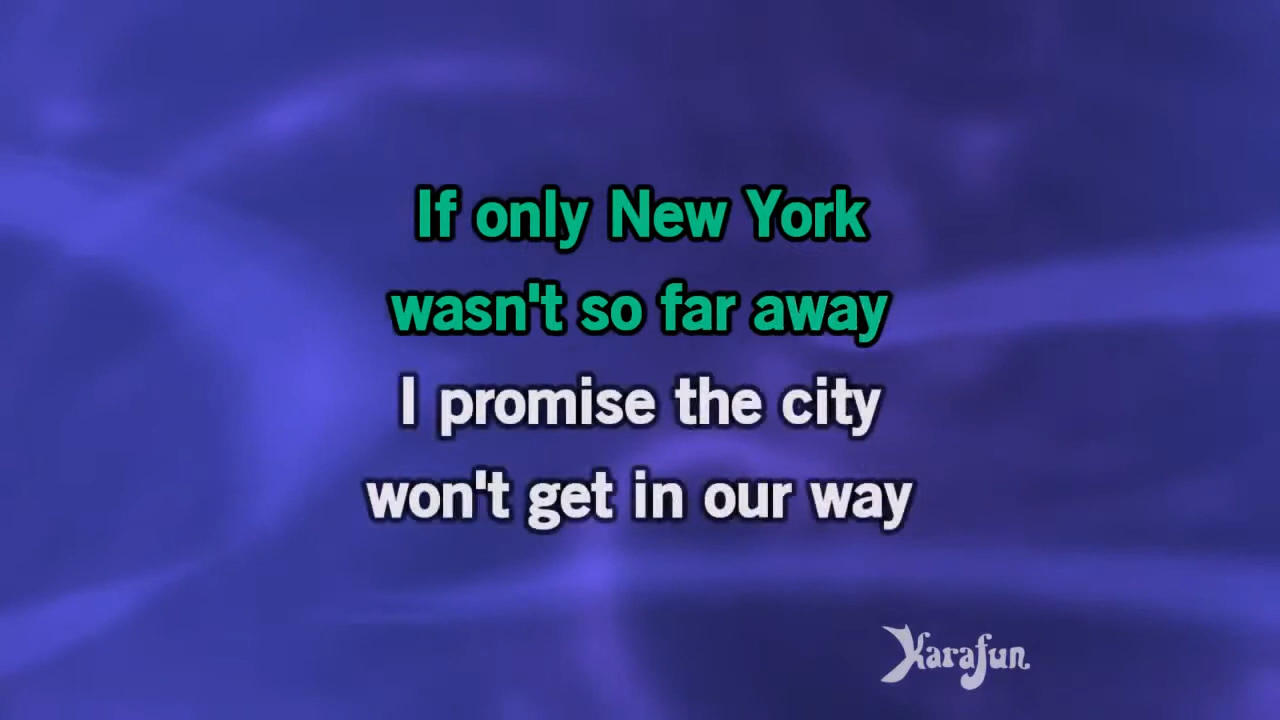 If only New York
wasn't so far away
I promise the city
won't get in our way
Karafun